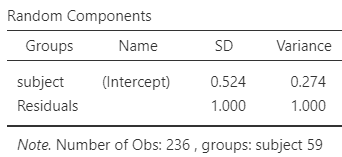 Random Components
Groups Name SD Variance
subject (Intercept) 0.524 0.274
Residuals 1.000 1.000
Note. Number of Obs: 236 , groups: subject 59